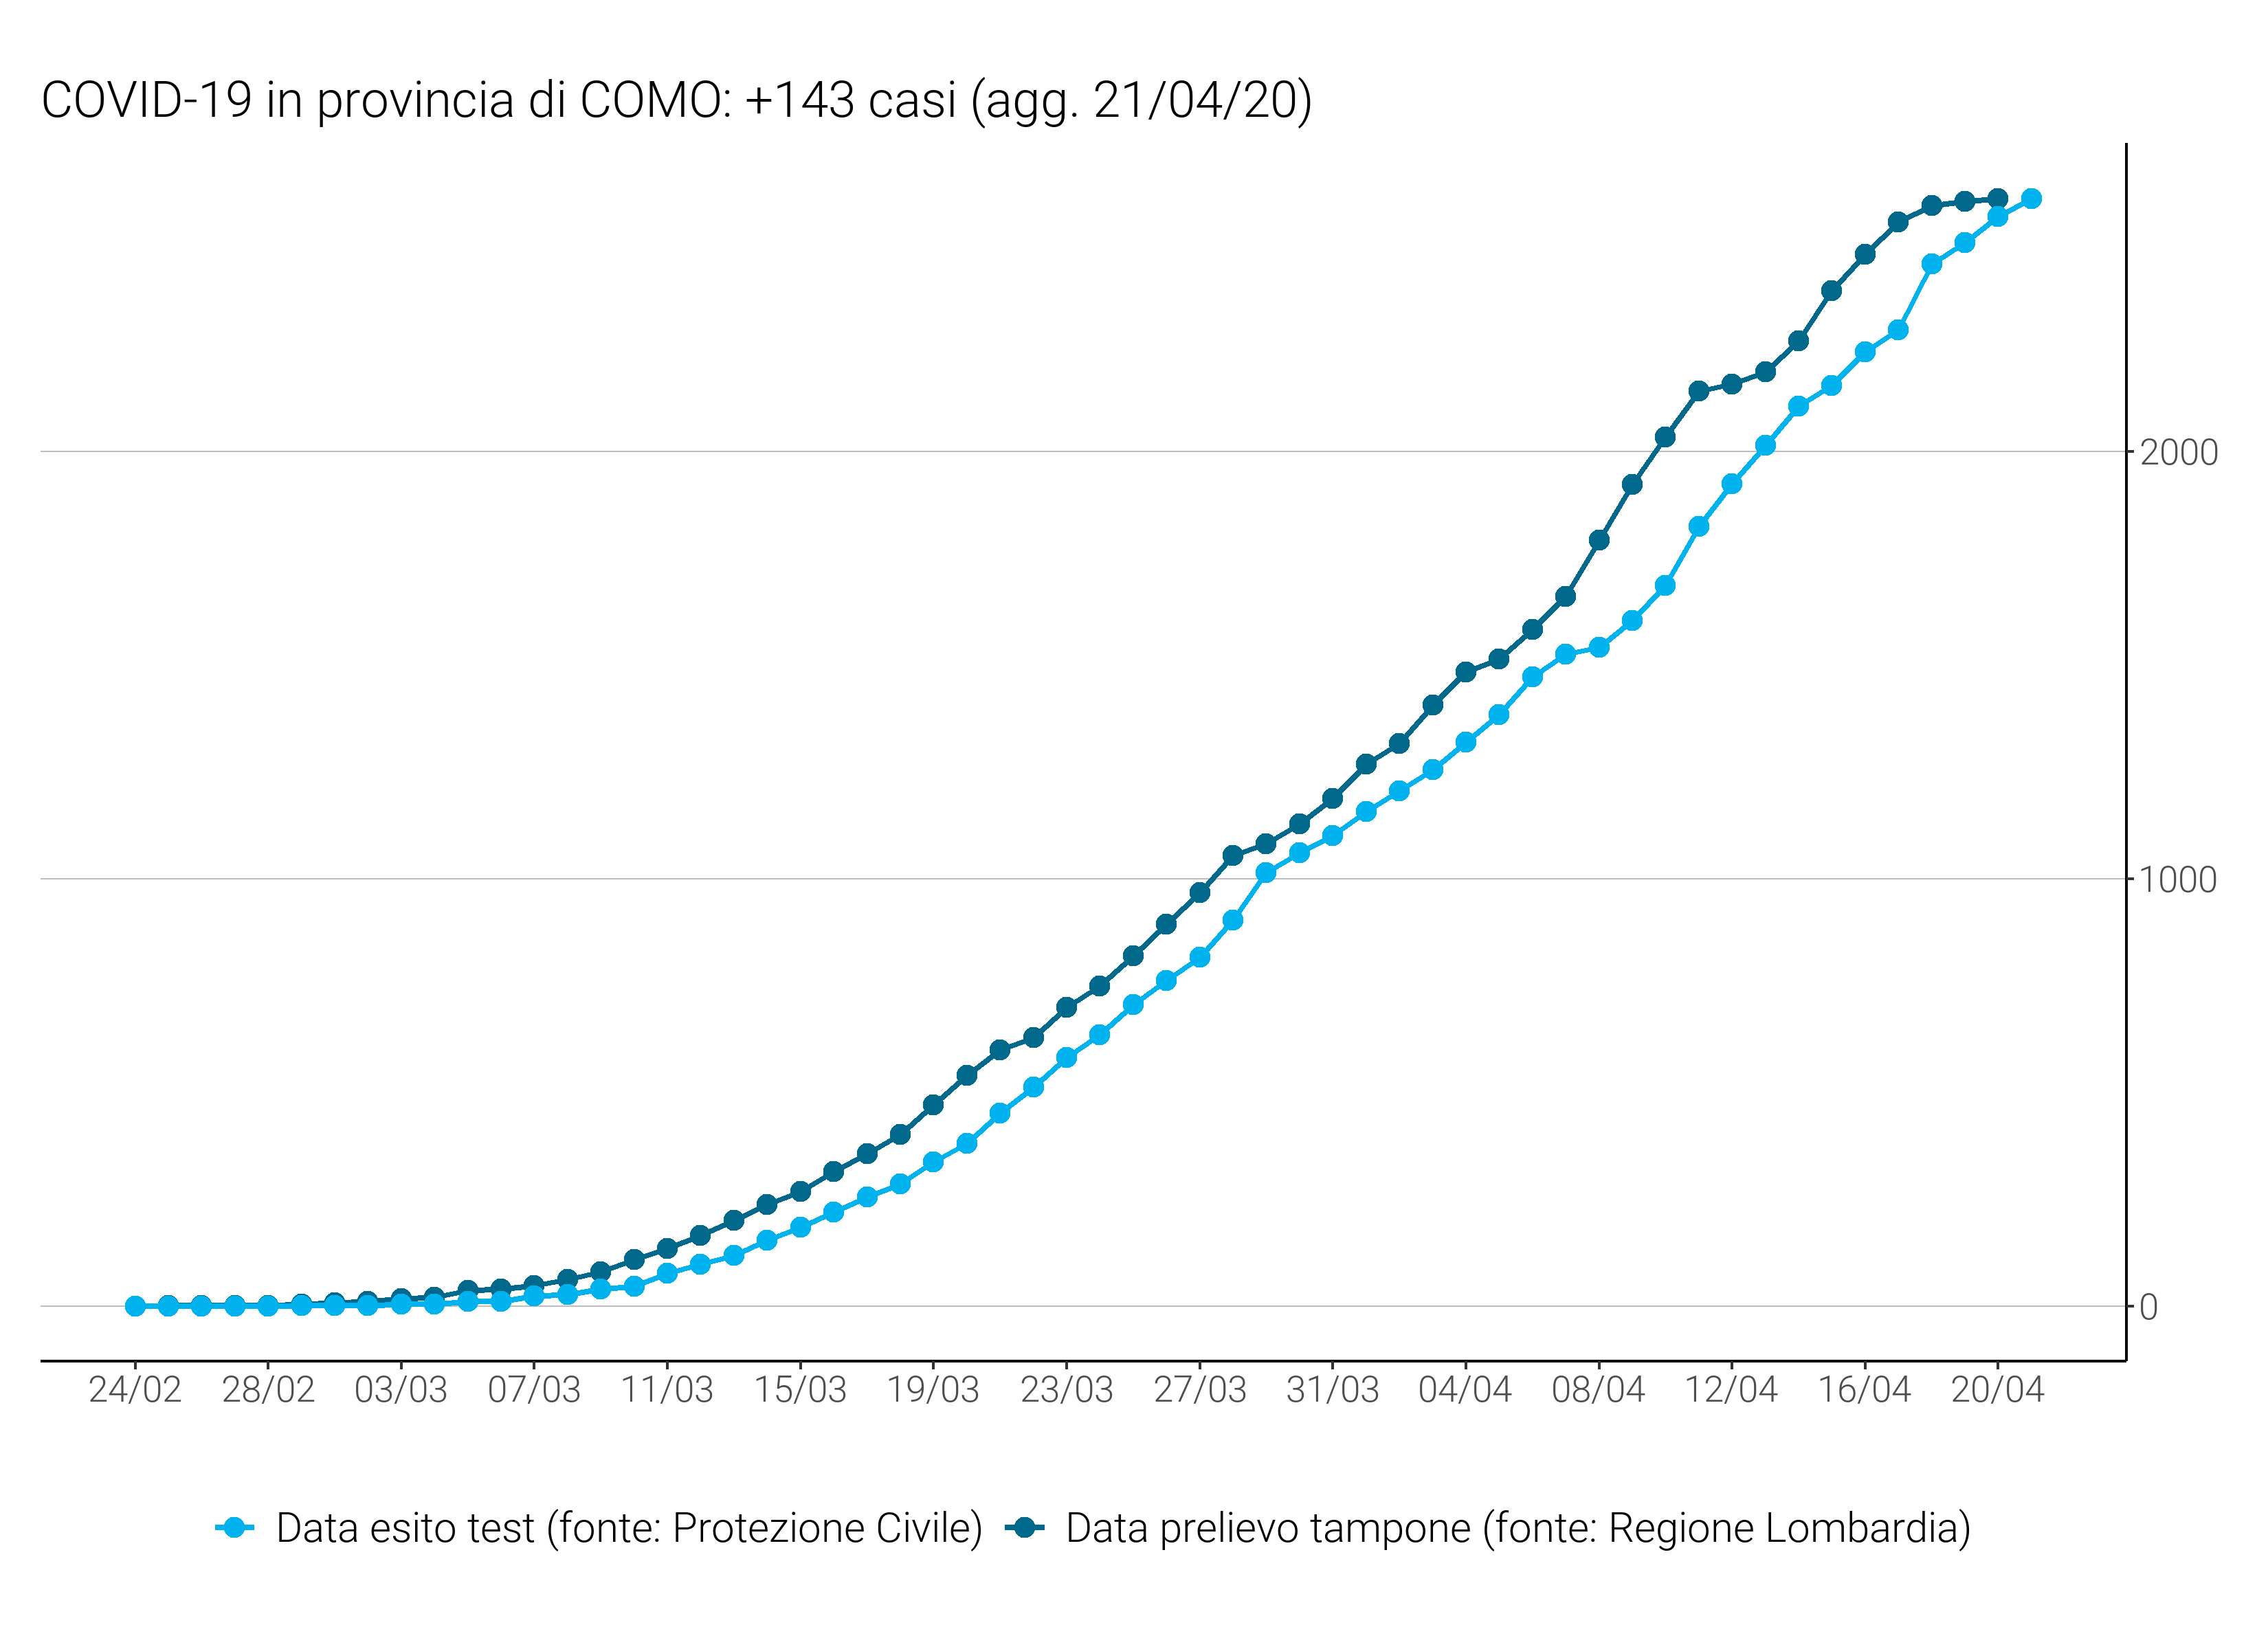 COVID-19 in provincia di COMO: +143 casi (agg. 21/04/20)
2000
1000
0
24/02 28/02 03/03 07/03 11/03 15/03 19/03 23/03 27/03 31/03 04/04 08/04 12/04 16/04 20/04
Data esito test (fonte: Protezione Civile) Data prelievo tampone (fonte: Regione Lombardia)